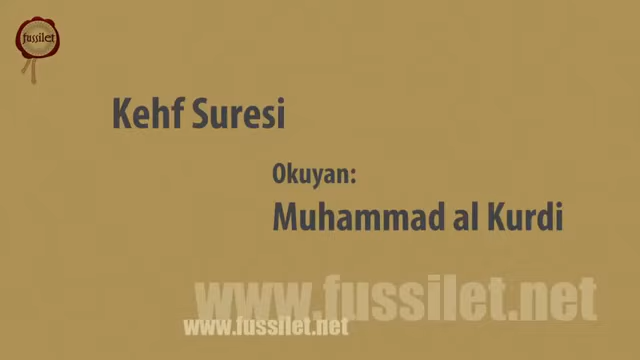 fussilet
Kehf Suresi
Okuyan:
Muhammad al Kurdi
www.fussilet.net
www.fussilet.net